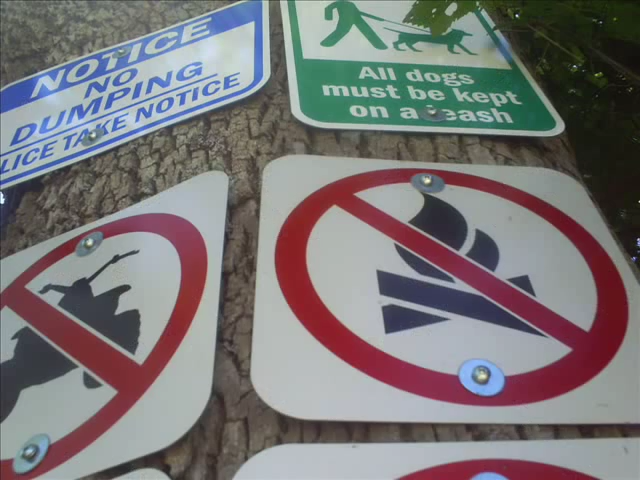 NOTICE
NO
DUMPING
LICE TAKE NOTICE
All dogs
must be kept
on a leash